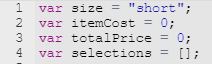 1 var size = "short";
2 var itemCost = 0;
3 var totalPrice = 0;
4 var selections = [];